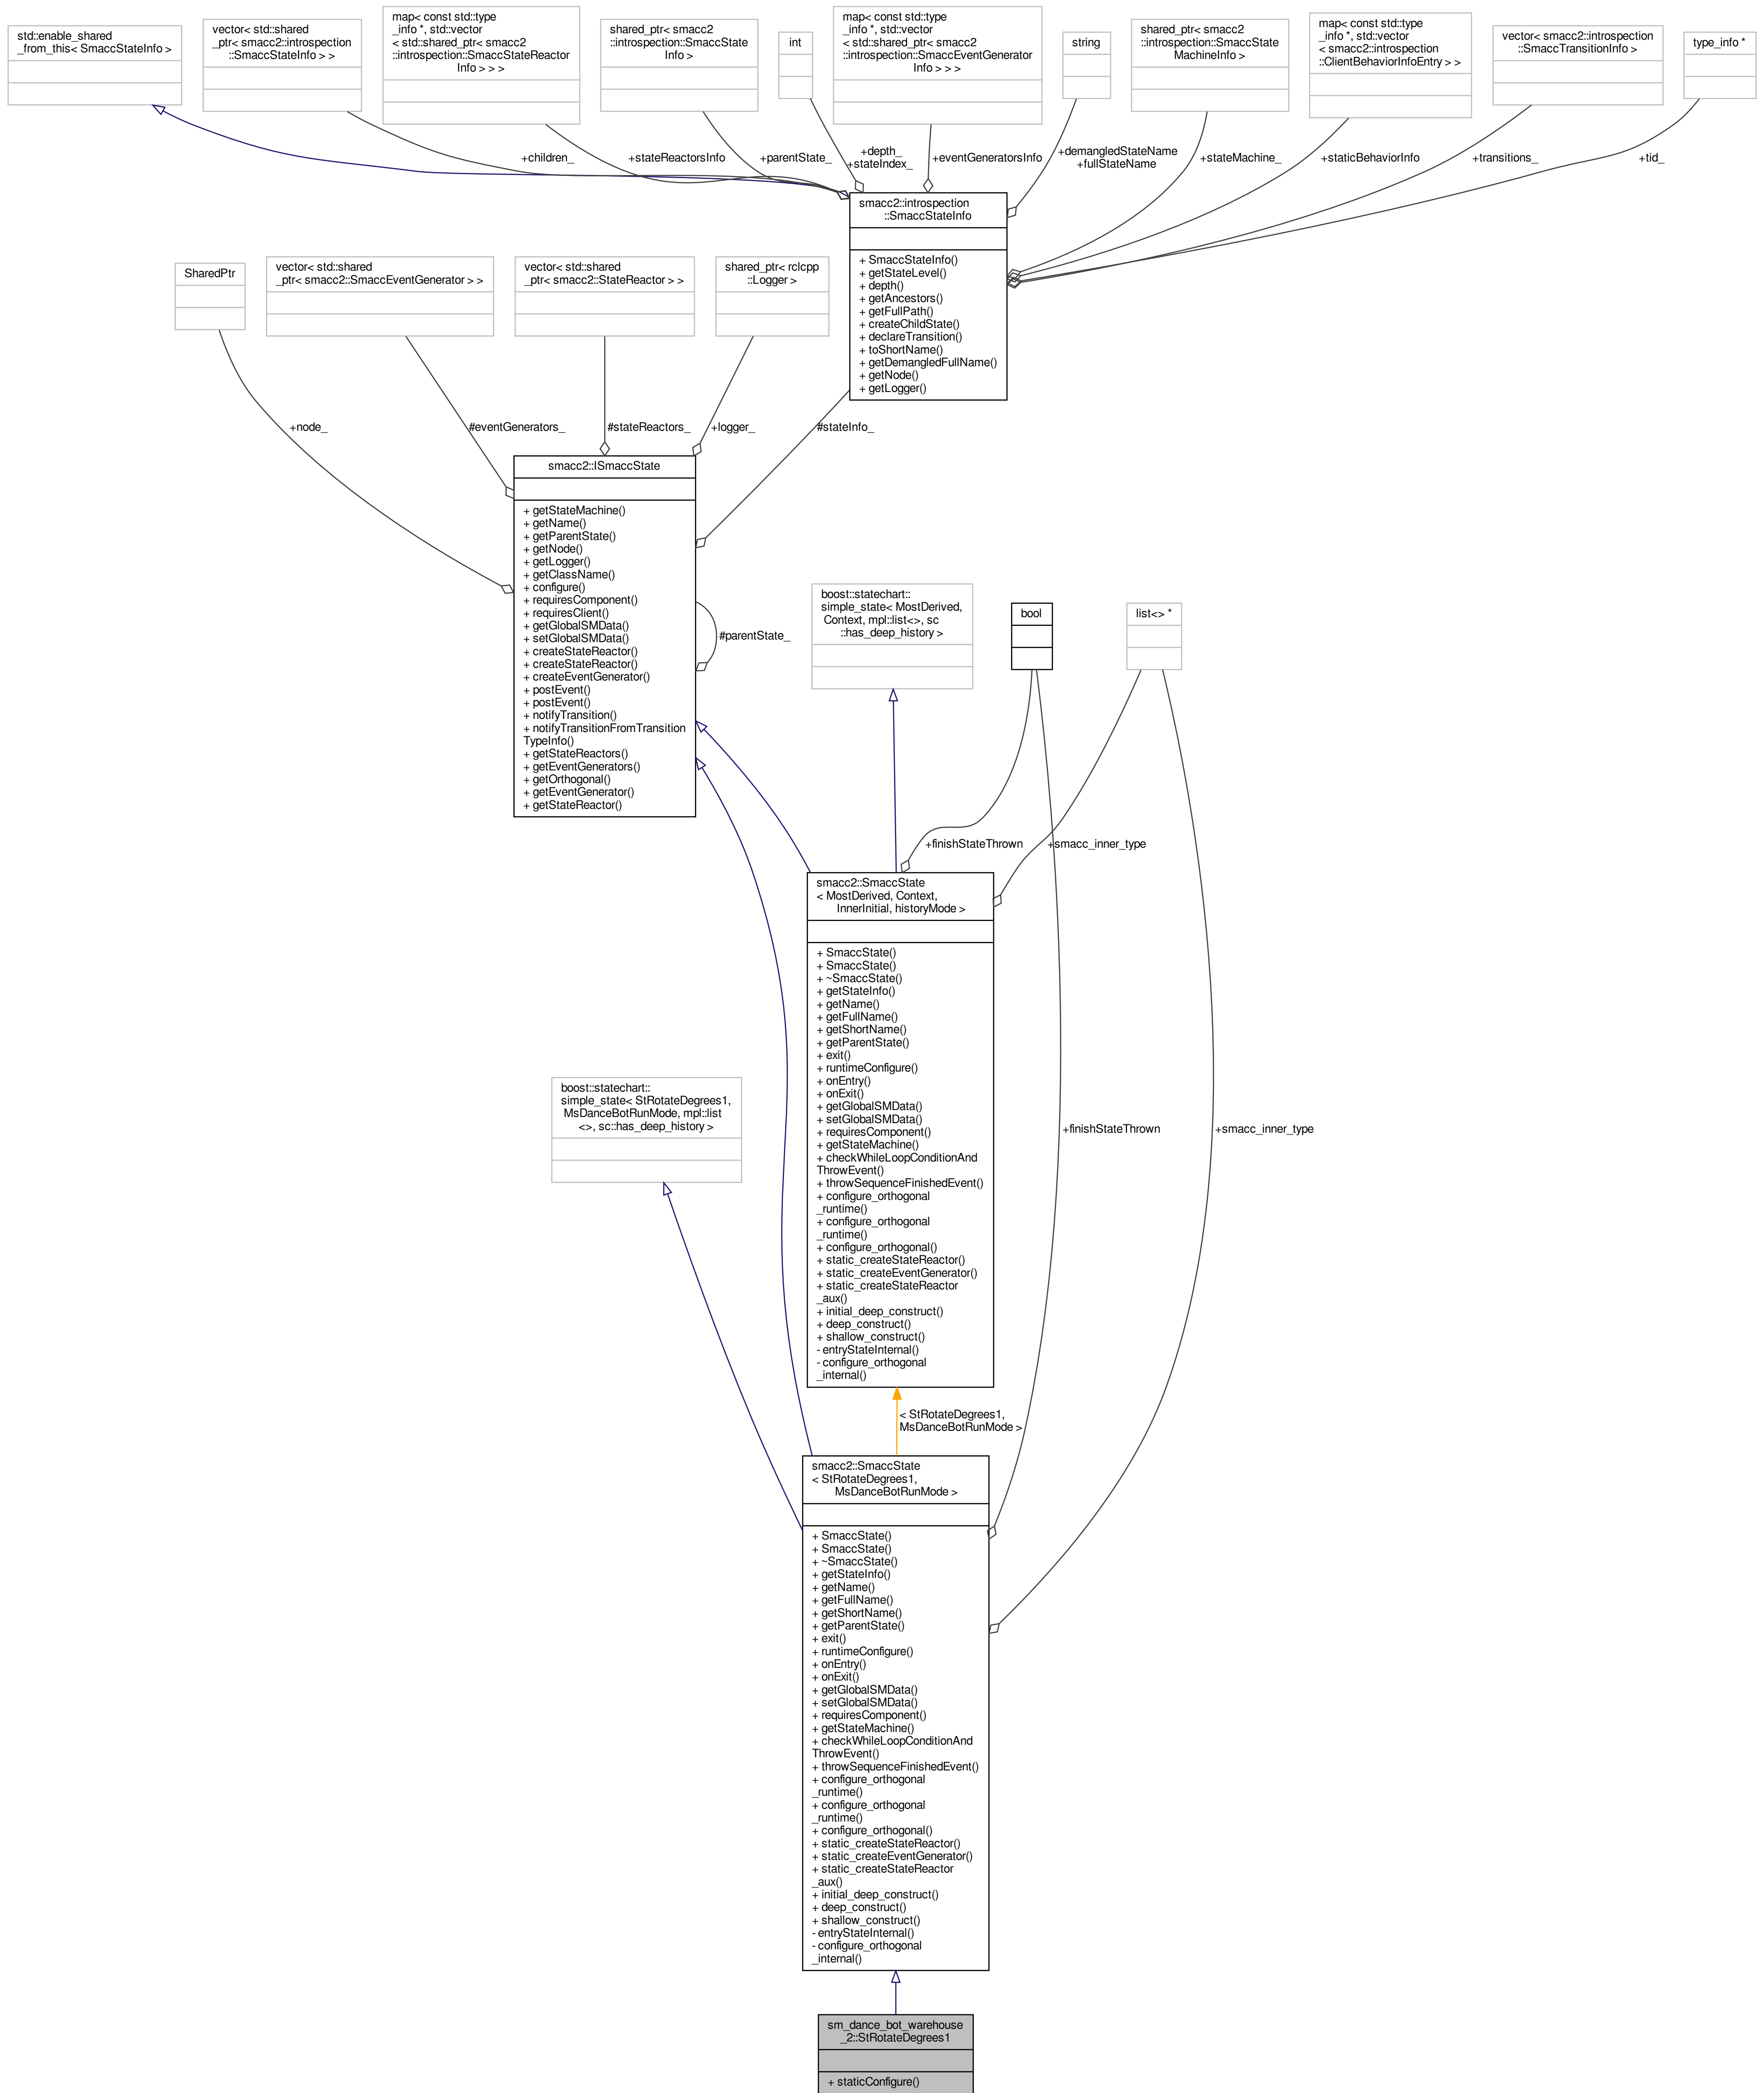 std::enable_shared
_from_this< SmaccStateInfo >
vector< std::shared
_ptr< smacc2::introspection
::SmaccStateInfo > >
map< const std::type
_info *, std::vector
< std::shared_ptr< smacc2
::introspection::SmaccStateReactor
Info > > >
shared_ptr< smacc2
::introspection::SmaccState
Info >
int
map< const std::type
_info *, std::vector
< std::shared_ptr< smacc2
::introspection::SmaccEventGenerator
Info > > >
string
shared_ptr< smacc2
::introspection::SmaccState
MachineInfo >
map< const std::type
_info *, std::vector
< smacc2::introspection
::ClientBehaviorInfoEntry > >
vector< smacc2::introspection
::SmaccTransitionInfo >
type_info *
+children_
+stateReactorsInfo
+parentState_
+depth_
+stateIndex_
+eventGeneratorsInfo
+demangledStateName
+fullStateName
+stateMachine_
+staticBehaviorInfo
+transitions_
+tid_
smacc2::introspection
::SmaccStateInfo
+ SmaccStateInfo()
+ getStateLevel()
+ depth()
+ getAncestors()
+ getFullPath()
+ createChildState()
+ declareTransition()
+ toShortName()
+ getDemangledFullName()
+ getNode()
+ getLogger()
SharedPtr
vector< std::shared
_ptr< smacc2::SmaccEventGenerator > >
vector< std::shared
_ptr< smacc2::StateReactor > >
shared_ptr< rclcpp
::Logger >
+node_
#eventGenerators_
#stateReactors_
+logger_
#stateInfo_
smacc2::ISmaccState
+ getStateMachine()
+ getName()
+ getParentState()
+ getNode()
+ getLogger()
+ getClassName()
+ configure()
+ requiresComponent()
+ requiresClient()
+ getGlobalSMData()
+ setGlobalSMData()
+ createStateReactor()
+ createStateReactor()
+ createEventGenerator()
+ postEvent()
+ postEvent()
+ notifyTransition()
+ notifyTransitionFromTransition
TypeInfo()
+ getStateReactors()
+ getEventGenerators()
+ getOrthogonal()
+ getEventGenerator()
+ getStateReactor()
#parentState_
boost::statechart::
simple_state< MostDerived,
Context, mpl::list<>, sc
::has_deep_history >
bool
list<> *
+finishStateThrown
+smacc_inner_type
smacc2::SmaccState
< MostDerived, Context,
InnerInitial, historyMode >
+ SmaccState()
+ SmaccState()
+ ~SmaccState()
+ getStateInfo()
+ getName()
+ getFullName()
+ getShortName()
+ getParentState()
+ exit()
+ runtimeConfigure()
+ onEntry()
+ onExit()
+ getGlobalSMData()
+ setGlobalSMData()
+ requiresComponent()
+ getStateMachine()
+ checkWhileLoopConditionAnd
ThrowEvent()
+ throwSequenceFinishedEvent()
+ configure_orthogonal
_runtime()
+ configure_orthogonal
_runtime()
+ configure_orthogonal()
+ static_createStateReactor()
+ static_createEventGenerator()
+ static_createStateReactor
_aux()
+ initial_deep_construct()
+ deep_construct()
+ shallow_construct()
- entryStateInternal()
- configure_orthogonal
_internal()
boost::statechart::
simple_state< StRotateDegrees1,
MsDanceBotRunMode, mpl::list
<>, sc::has_deep_history >
+finishStateThrown
+smacc_inner_type
< StRotateDegrees1,
MsDanceBotRunMode >
smacc2::SmaccState
< StRotateDegrees1,
MsDanceBotRunMode >
+ SmaccState()
+ SmaccState()
+ ~SmaccState()
+ getStateInfo()
+ getName()
+ getFullName()
+ getShortName()
+ getParentState()
+ exit()
+ runtimeConfigure()
+ onEntry()
+ onExit()
+ getGlobalSMData()
+ setGlobalSMData()
+ requiresComponent()
+ getStateMachine()
+ checkWhileLoopConditionAnd
ThrowEvent()
+ throwSequenceFinishedEvent()
+ configure_orthogonal
_runtime()
+ configure_orthogonal
_runtime()
+ configure_orthogonal()
+ static_createStateReactor()
+ static_createEventGenerator()
+ static_createStateReactor
_aux()
+ initial_deep_construct()
+ deep_construct()
+ shallow_construct()
- entryStateInternal()
- configure_orthogonal
_internal()
sm_dance_bot_warehouse
_2::StRotateDegrees1
+ staticConfigure()